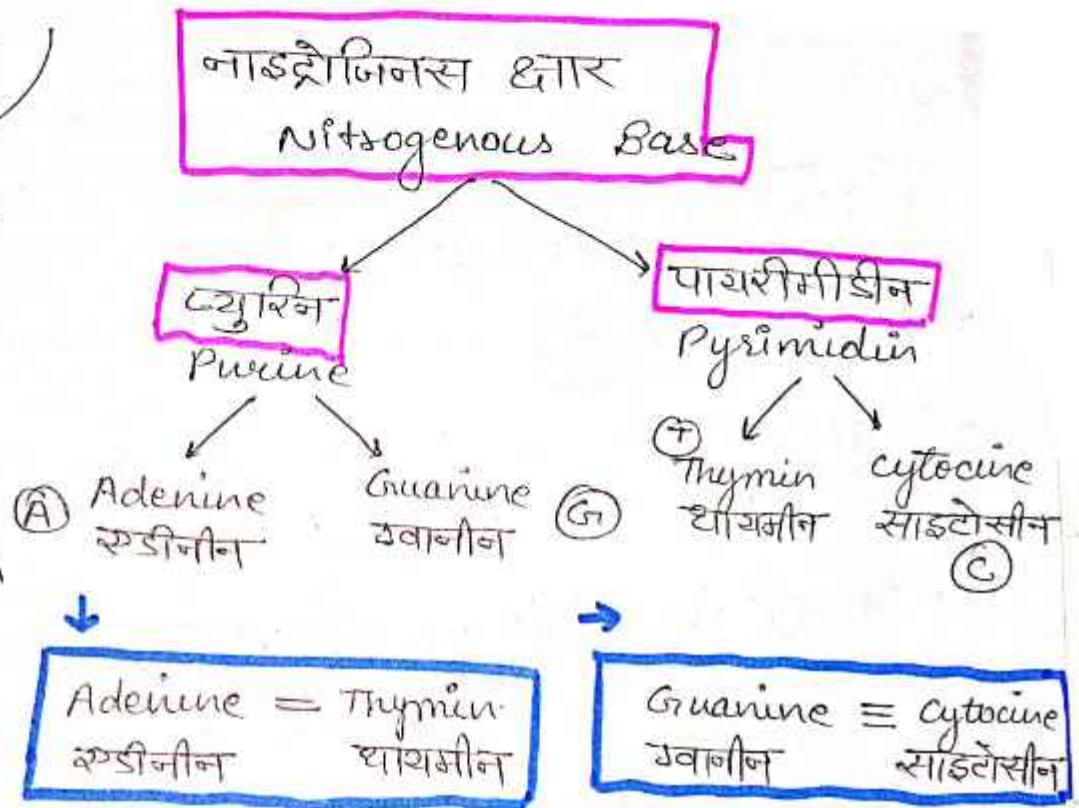 नाइट्रोजिनस क्षार
Nitrogenous Base
प्युरिन
Purine
पायरीमीडीन
Pyrimidin
A
Adenine
एडीनीन
Guanine
ग्वानीन
G
T
Thymin
थायमीन
Cytocine
साइटोसीन
C
Adenine = Thymin
एडीनीन थायमीन
Guanine ≡ Cytocine
ग्वानीन साइटोसीन